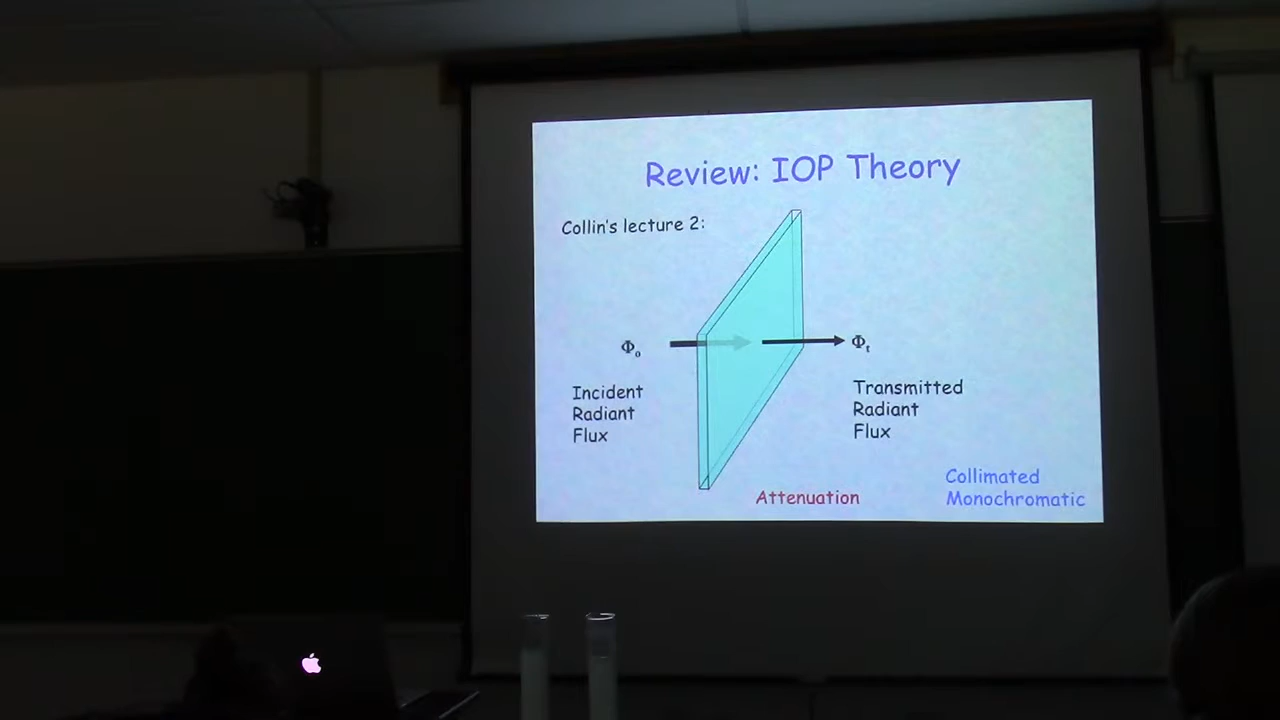 Review: IOP Theory
Collin's lecture 2:
Φo
Φt
Incident
Radiant
Flux
Transmitted
Radiant
Flux
Attenuation
Collimated
Monochromatic